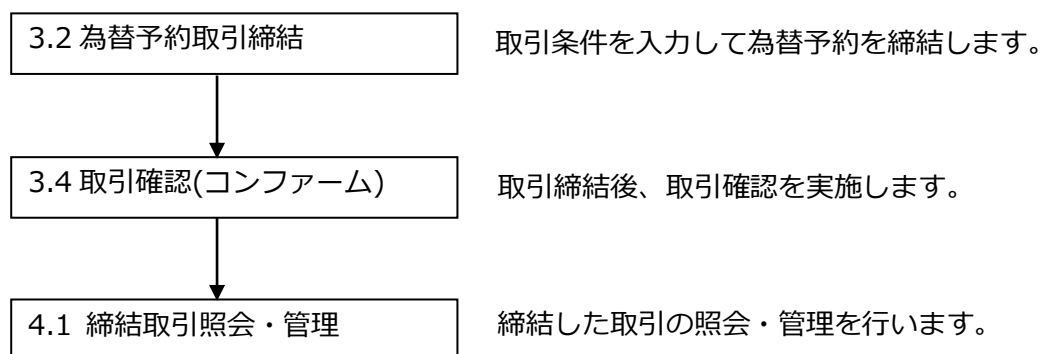 3.2 為替予約取引締結
取引条件を入力して為替予約を締結します。
3.4 取引確認(コンファーム)
取引締結後、取引確認を実施します。
4.1 締結取引照会・管理
締結した取引の照会・管理を行います。